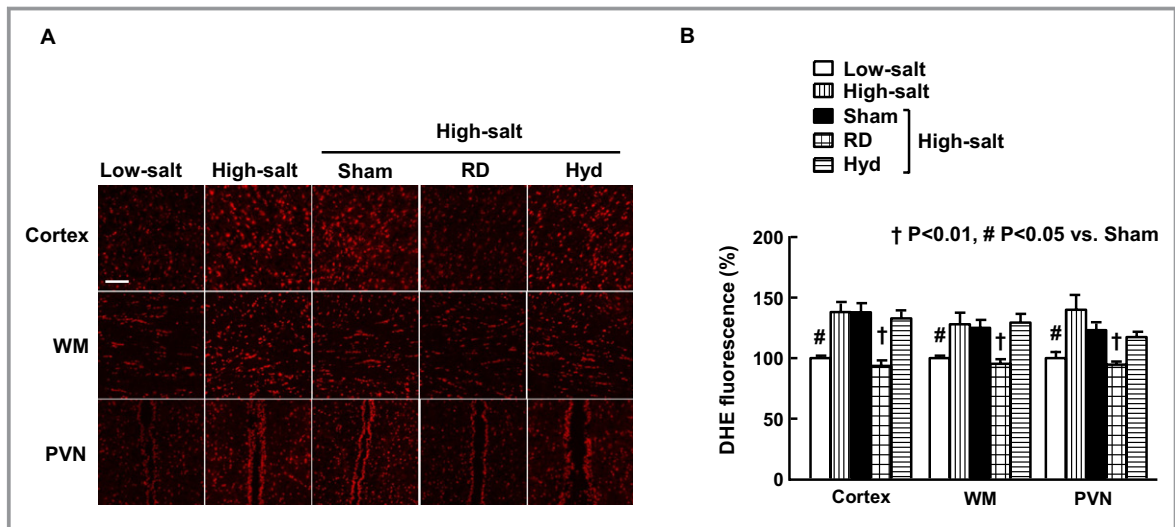 A
High-salt
Low-salt High-salt Sham RD Hyd
Cortex
WM
PVN
B
Low-salt
High-salt
Sham
RD
Hyd
High-salt
† P<0.01, # P<0.05 vs. Sham
DHE fluorescence (%)
200
150
100
50
0
# †
# †
# †
Cortex WM PVN